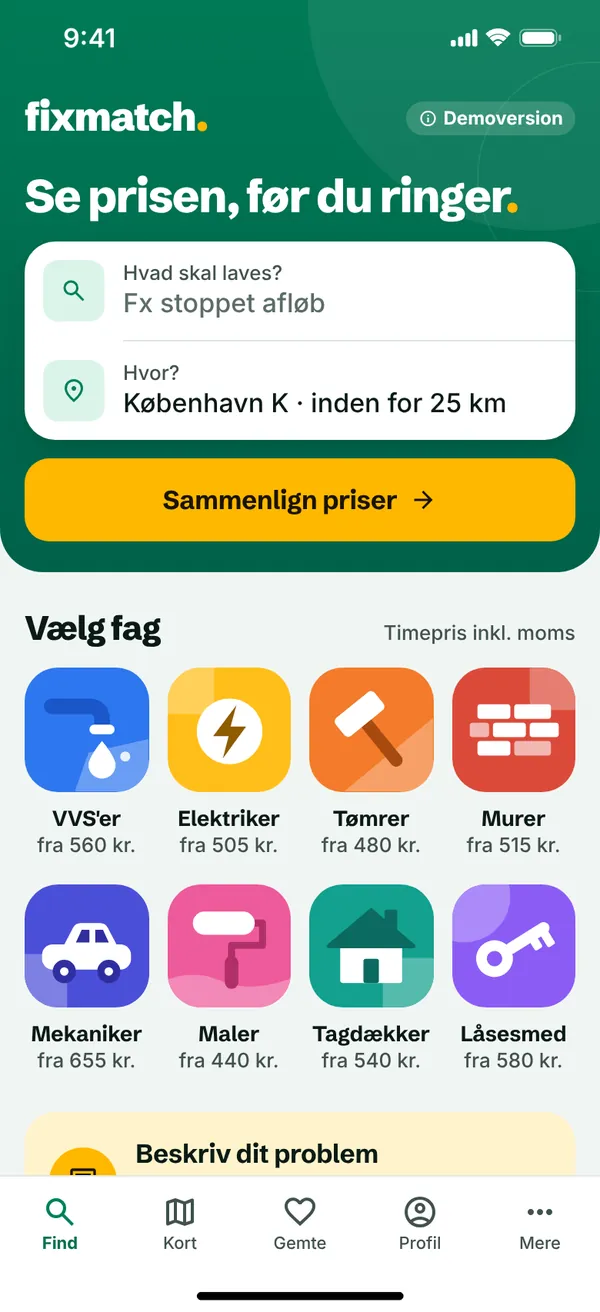 9:41
fixmatch.
Demoversion
Se prisen, før du ringer.
Hvad skal laves?
Fx stoppet afløb
Hvor?
København K · inden for 25 km
Sammenlign priser →
Vælg fag
Timepris inkl. moms
VVS'er
fra 560 kr.
Elektriker
fra 505 kr.
Tømrer
fra 480 kr.
Murer
fra 515 kr.
Mekaniker
fra 655 kr.
Maler
fra 440 kr.
Tagdækker
fra 540 kr.
Låsesmed
fra 580 kr.
Beskriv dit problem
Find
Kort
Gemte
Profil
Mere